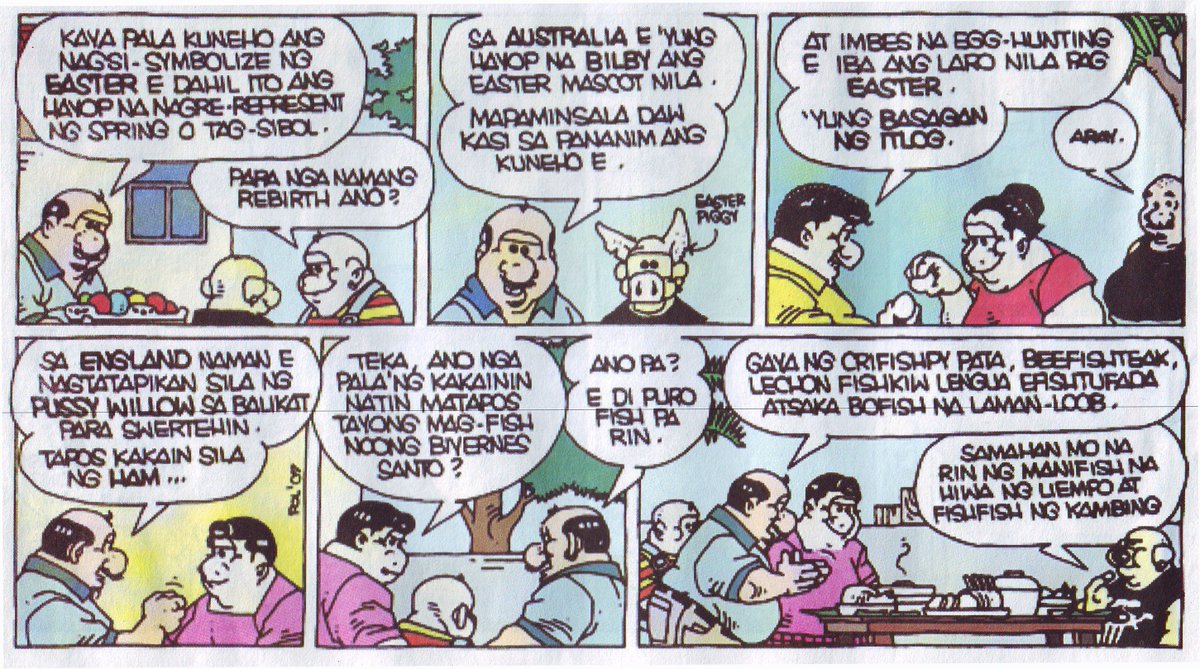 KAYA PALA KUNEHO ANG
NAGSI-SYMBOLIZE NG
EASTER E DAHIL ITO ANG
HAYOP NA NAGRE-REPRESENT
NG SPRING O TAG-SIBOL.
PARA NGA NAMANG
REBIRTH ANO?
SA AUSTRALIA E 'YUNG
HAYOP NA BILBY ANG
EASTER MASCOT NILA.
MAPAMINSALA DAW
KASI SA PANANIM ANG
KUNEHO E.
EASTER
PIGGY
AT IMBES NA EGG-HUNTING
E IBA ANG LARO NILA PAG
EASTER.
'YUNG BASAGAN
NG ITLOG.
ARAY.
SA ENGLAND NAMAN E
NAGTATAPIKAN SILA NG
PUSSY WILLOW SA BALIKAT
PARA SWERTEHIN.
TAPOS KAKAIN SILA
NG HAM...
POL '09
TEKA, ANO NGA
PALA'NG KAKAININ
NATIN MATAPOS
TAYONG MAG-FISH
NOONG BIYERNES
SANTO?
ANO PA?
E DI PURO
FISH PA
RIN.
GAYA NG CRIFISHPY PATA, BEEFISHTEAK,
LECHON FISHKIW LENGUA EFISHTUFADA
ATSAKA BOFISH NA LAMAN-LOOB.
SAMAHAN MO NA
RIN NG MANIFISH NA
HIWA NG LIEMPO AT
FISHFISH NG KAMBING